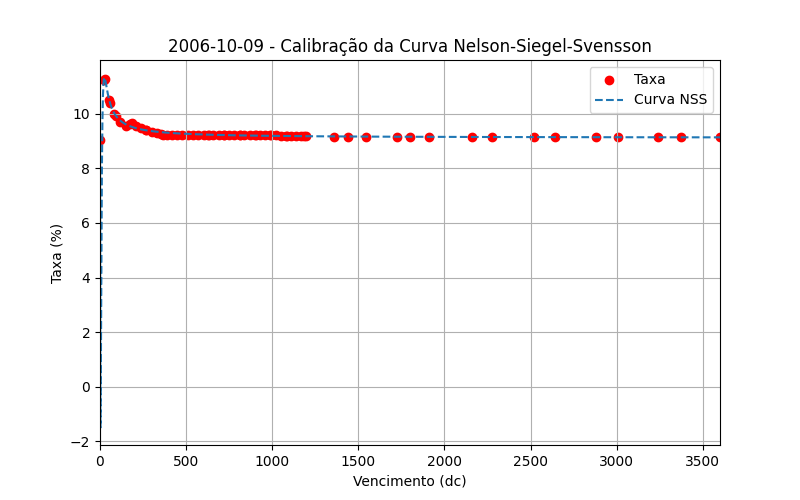 2006-10-09 - Calibração da Curva Nelson-Siegel-Svensson
Taxa
Curva NSS
Taxa (%)
10
8
6
4
2
0
−2
0 500 1000 1500 2000 2500 3000 3500
Vencimento (dc)